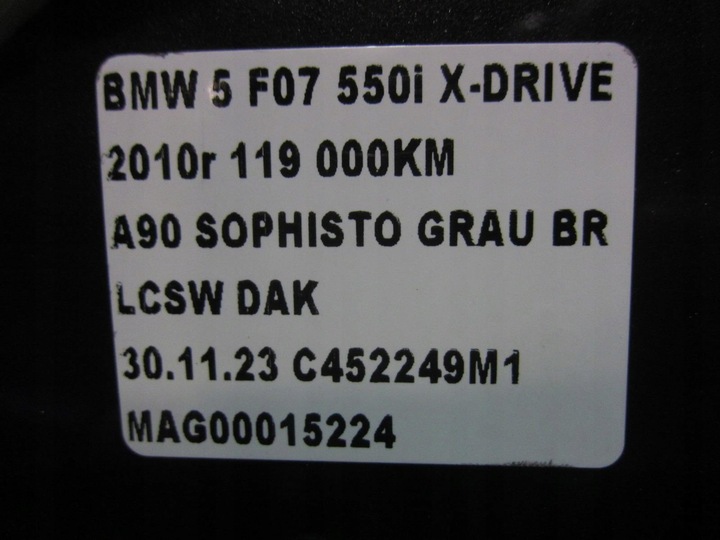 BMW 5 F07 550i X-DRIVE
2010r 119 000KM
A90 SOPHISTO GRAU BR
LCSW DAK
30.11.23 C452249M1
MAG00015224